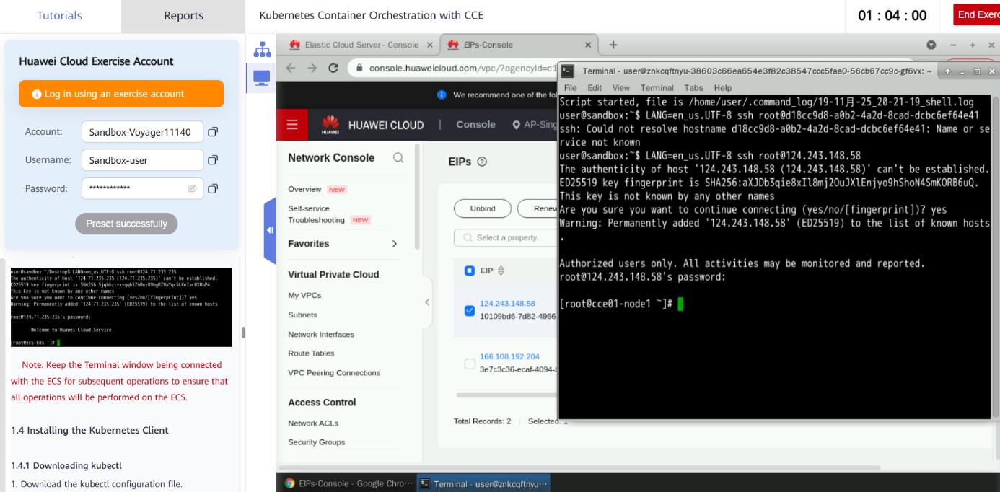 Tutorials
Reports
Kubernetes Container Orchestration with CCE
01 : 04 : 00
End Exerc
Huawei Cloud Exercise Account
Log in using an exercise account
Account:
Sandbox-Voyager11140
Username:
Sandbox-user
Password:
************
Preset successfully
user@sandbox:~/Desktop$ LANG=en_us.UTF-8 ssh root@124.71.235.235
The authenticity of host '124.71.235.235 (124.71.235.235)' can't be established.
This key is not known by any other names
Are you sure you want to continue connecting (yes/no/[fingerprint])? yes
Warning: Permanently added '124.71.235.235' (ED25519) to the list of known hosts
.
root@124.71.235.235's password:
Welcome to Huawei Cloud Service
[root@ecs-k8s ~]#
Note: Keep the Terminal window being connected
with the ECS for subsequent operations to ensure that
all operations will be performed on the ECS.
1.4 Installing the Kubernetes Client
1.4.1 Downloading kubectl
1. Download the kubectl configuration file.
Elastic Cloud Server - Console
EIPs-Console
console.huaweicloud.com/vpc/?agencyId=c1
We recommend one of the fol
HUAWEI
HUAWEI CLOUD
Console
AP-Sing
Network Console
Overview NEW
Self-service
Troubleshooting NEW
Favorites
Virtual Private Cloud
My VPCs
Subnets
Network Interfaces
Route Tables
VPC Peering Connections
Access Control
Network ACLs
Security Groups
EIPs
Unbind
Renew
Select a property.
EIP
124.243.148.58
10109bd6-7d82-4966-
166.108.192.204
3e7c3c36-ecaf-4094-b
Total Records: 2
Selected: 1
Terminal - user@znkcqftnyu-38603c66ea654e3f82c38547ccc5faa0-56cb67cc9c-gf6vx: ~
File Edit View Terminal Tabs Help
Script started, file is /home/user/.command_log/19-11月-25_20-21-19_shell.log
user@sandbox:~$ LANG=en_us.UTF-8 ssh root@d18cc9d8-a0b2-4a2d-8cad-dcbc6ef64e41
ssh: Could not resolve hostname d18cc9d8-a0b2-4a2d-8cad-dcbc6ef64e41: Name or se
rvice not known
user@sandbox:~$ LANG=en_us.UTF-8 ssh root@124.243.148.58
The authenticity of host '124.243.148.58 (124.243.148.58)' can't be established.
ED25519 key fingerprint is SHA256:aXJDb3qie8xIl8mj2OuJXlEnjyo9hShoN4SmKORB6uQ.
This key is not known by any other names
Are you sure you want to continue connecting (yes/no/[fingerprint])? yes
Warning: Permanently added '124.243.148.58' (ED25519) to the list of known hosts
.
Authorized users only. All activities may be monitored and reported.
root@124.243.148.58's password:
[root@cce01-node1 ~]#
EIPs-Console - Google Chro...
Terminal - user@znkcqftnyu-...